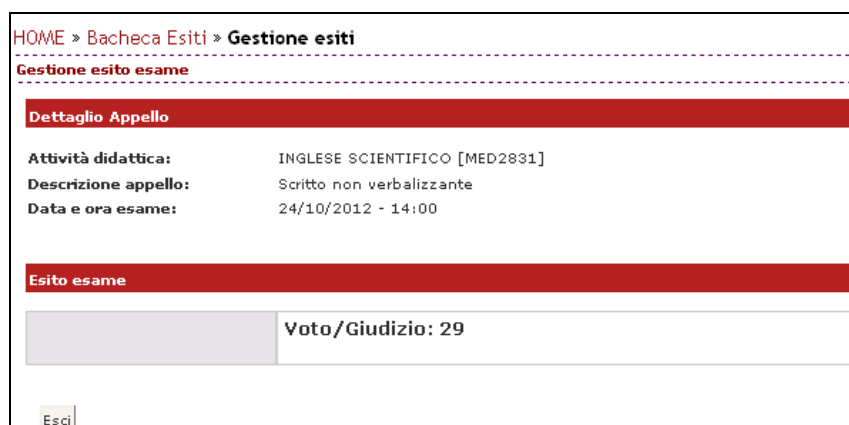 HOME » Bacheca Esiti » Gestione esiti
Gestione esito esame
Dettaglio Appello
Attività didattica: INGLESE SCIENTIFICO [MED2831]
Descrizione appello: Scritto non verbalizzante
Data e ora esame: 24/10/2012 - 14:00
Esito esame
Voto/Giudizio: 29
Esci